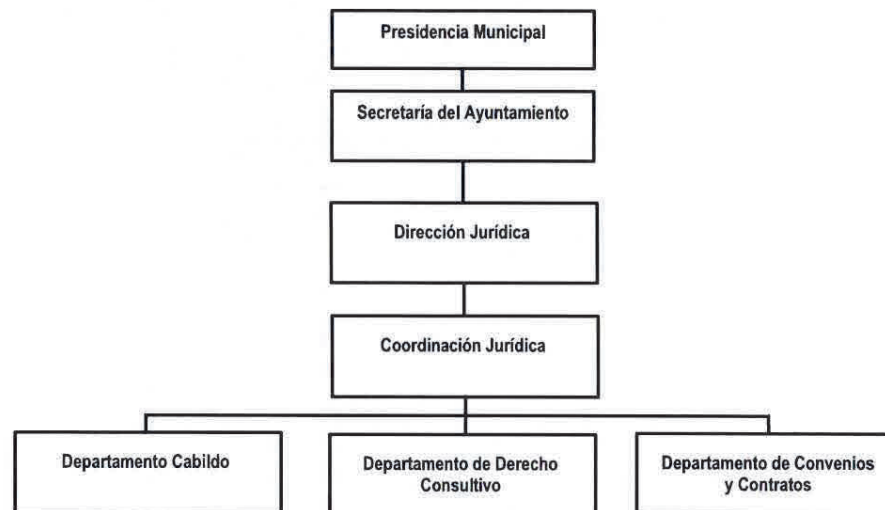 Presidencia Municipal
Secretaría del Ayuntamiento
Dirección Jurídica
Coordinación Jurídica
Departamento Cabildo
Departamento de Derecho
Consultivo
Departamento de Convenios
y Contratos